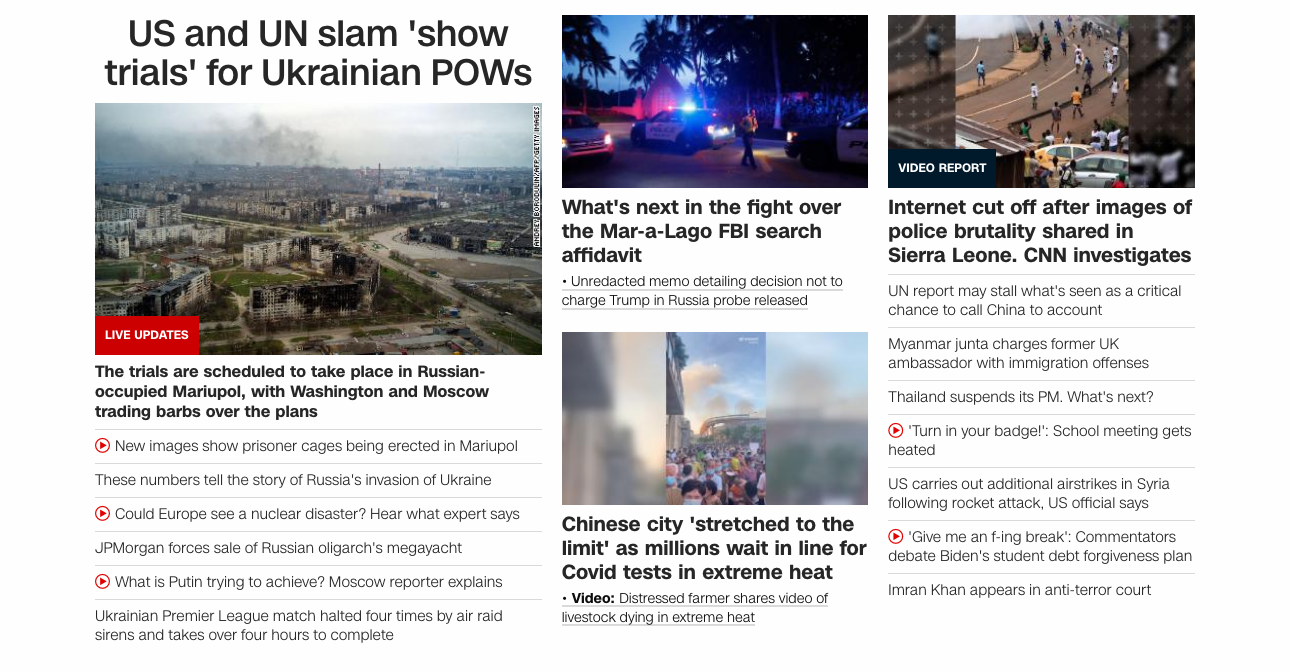 US and UN slam 'show
trials' for Ukrainian POWs
ANDREY BORODULIN/AFP/GETTY IMAGES
LIVE UPDATES
The trials are scheduled to take place in Russian-
occupied Mariupol, with Washington and Moscow
trading barbs over the plans
New images show prisoner cages being erected in Mariupol
These numbers tell the story of Russia's invasion of Ukraine
Could Europe see a nuclear disaster? Hear what expert says
JPMorgan forces sale of Russian oligarch's megayacht
What is Putin trying to achieve? Moscow reporter explains
Ukrainian Premier League match halted four times by air raid
sirens and takes over four hours to complete
POLICE
What's next in the fight over
the Mar-a-Lago FBI search
affidavit
• Unredacted memo detailing decision not to
charge Trump in Russia probe released
Chinese city 'stretched to the
limit' as millions wait in line for
Covid tests in extreme heat
• Video: Distressed farmer shares video of
livestock dying in extreme heat
VIDEO REPORT
Internet cut off after images of
police brutality shared in
Sierra Leone. CNN investigates
UN report may stall what's seen as a critical
chance to call China to account
Myanmar junta charges former UK
ambassador with immigration offenses
Thailand suspends its PM. What's next?
'Turn in your badge!': School meeting gets
heated
US carries out additional airstrikes in Syria
following rocket attack, US official says
'Give me an f-ing break': Commentators
debate Biden's student debt forgiveness plan
Imran Khan appears in anti-terror court